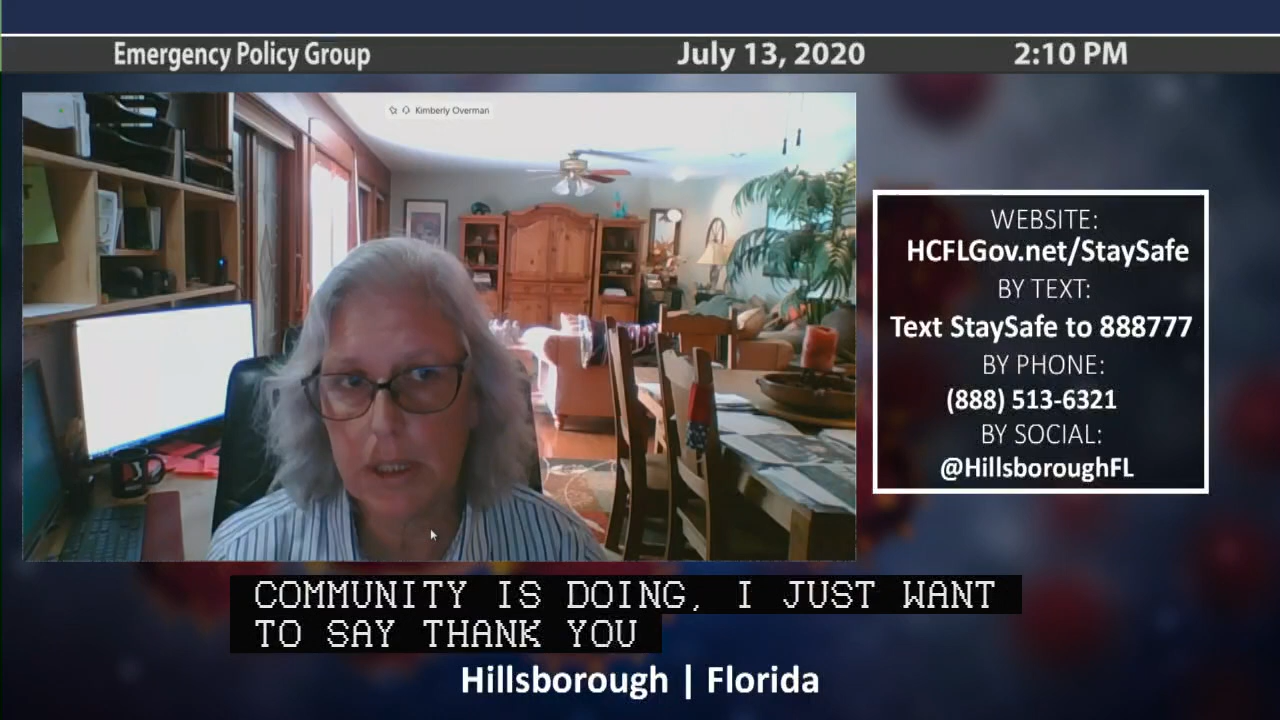 Emergency Policy Group July 13, 2020 2:10 PM
Kimberly Overman
WEBSITE:
HCFLGov.net/StaySafe
BY TEXT:
Text StaySafe to 888777
BY PHONE:
(888) 513-6321
BY SOCIAL:
@HillsboroughFL
COMMUNITY IS DOING, I JUST WANT
TO SAY THANK YOU
Hillsborough | Florida